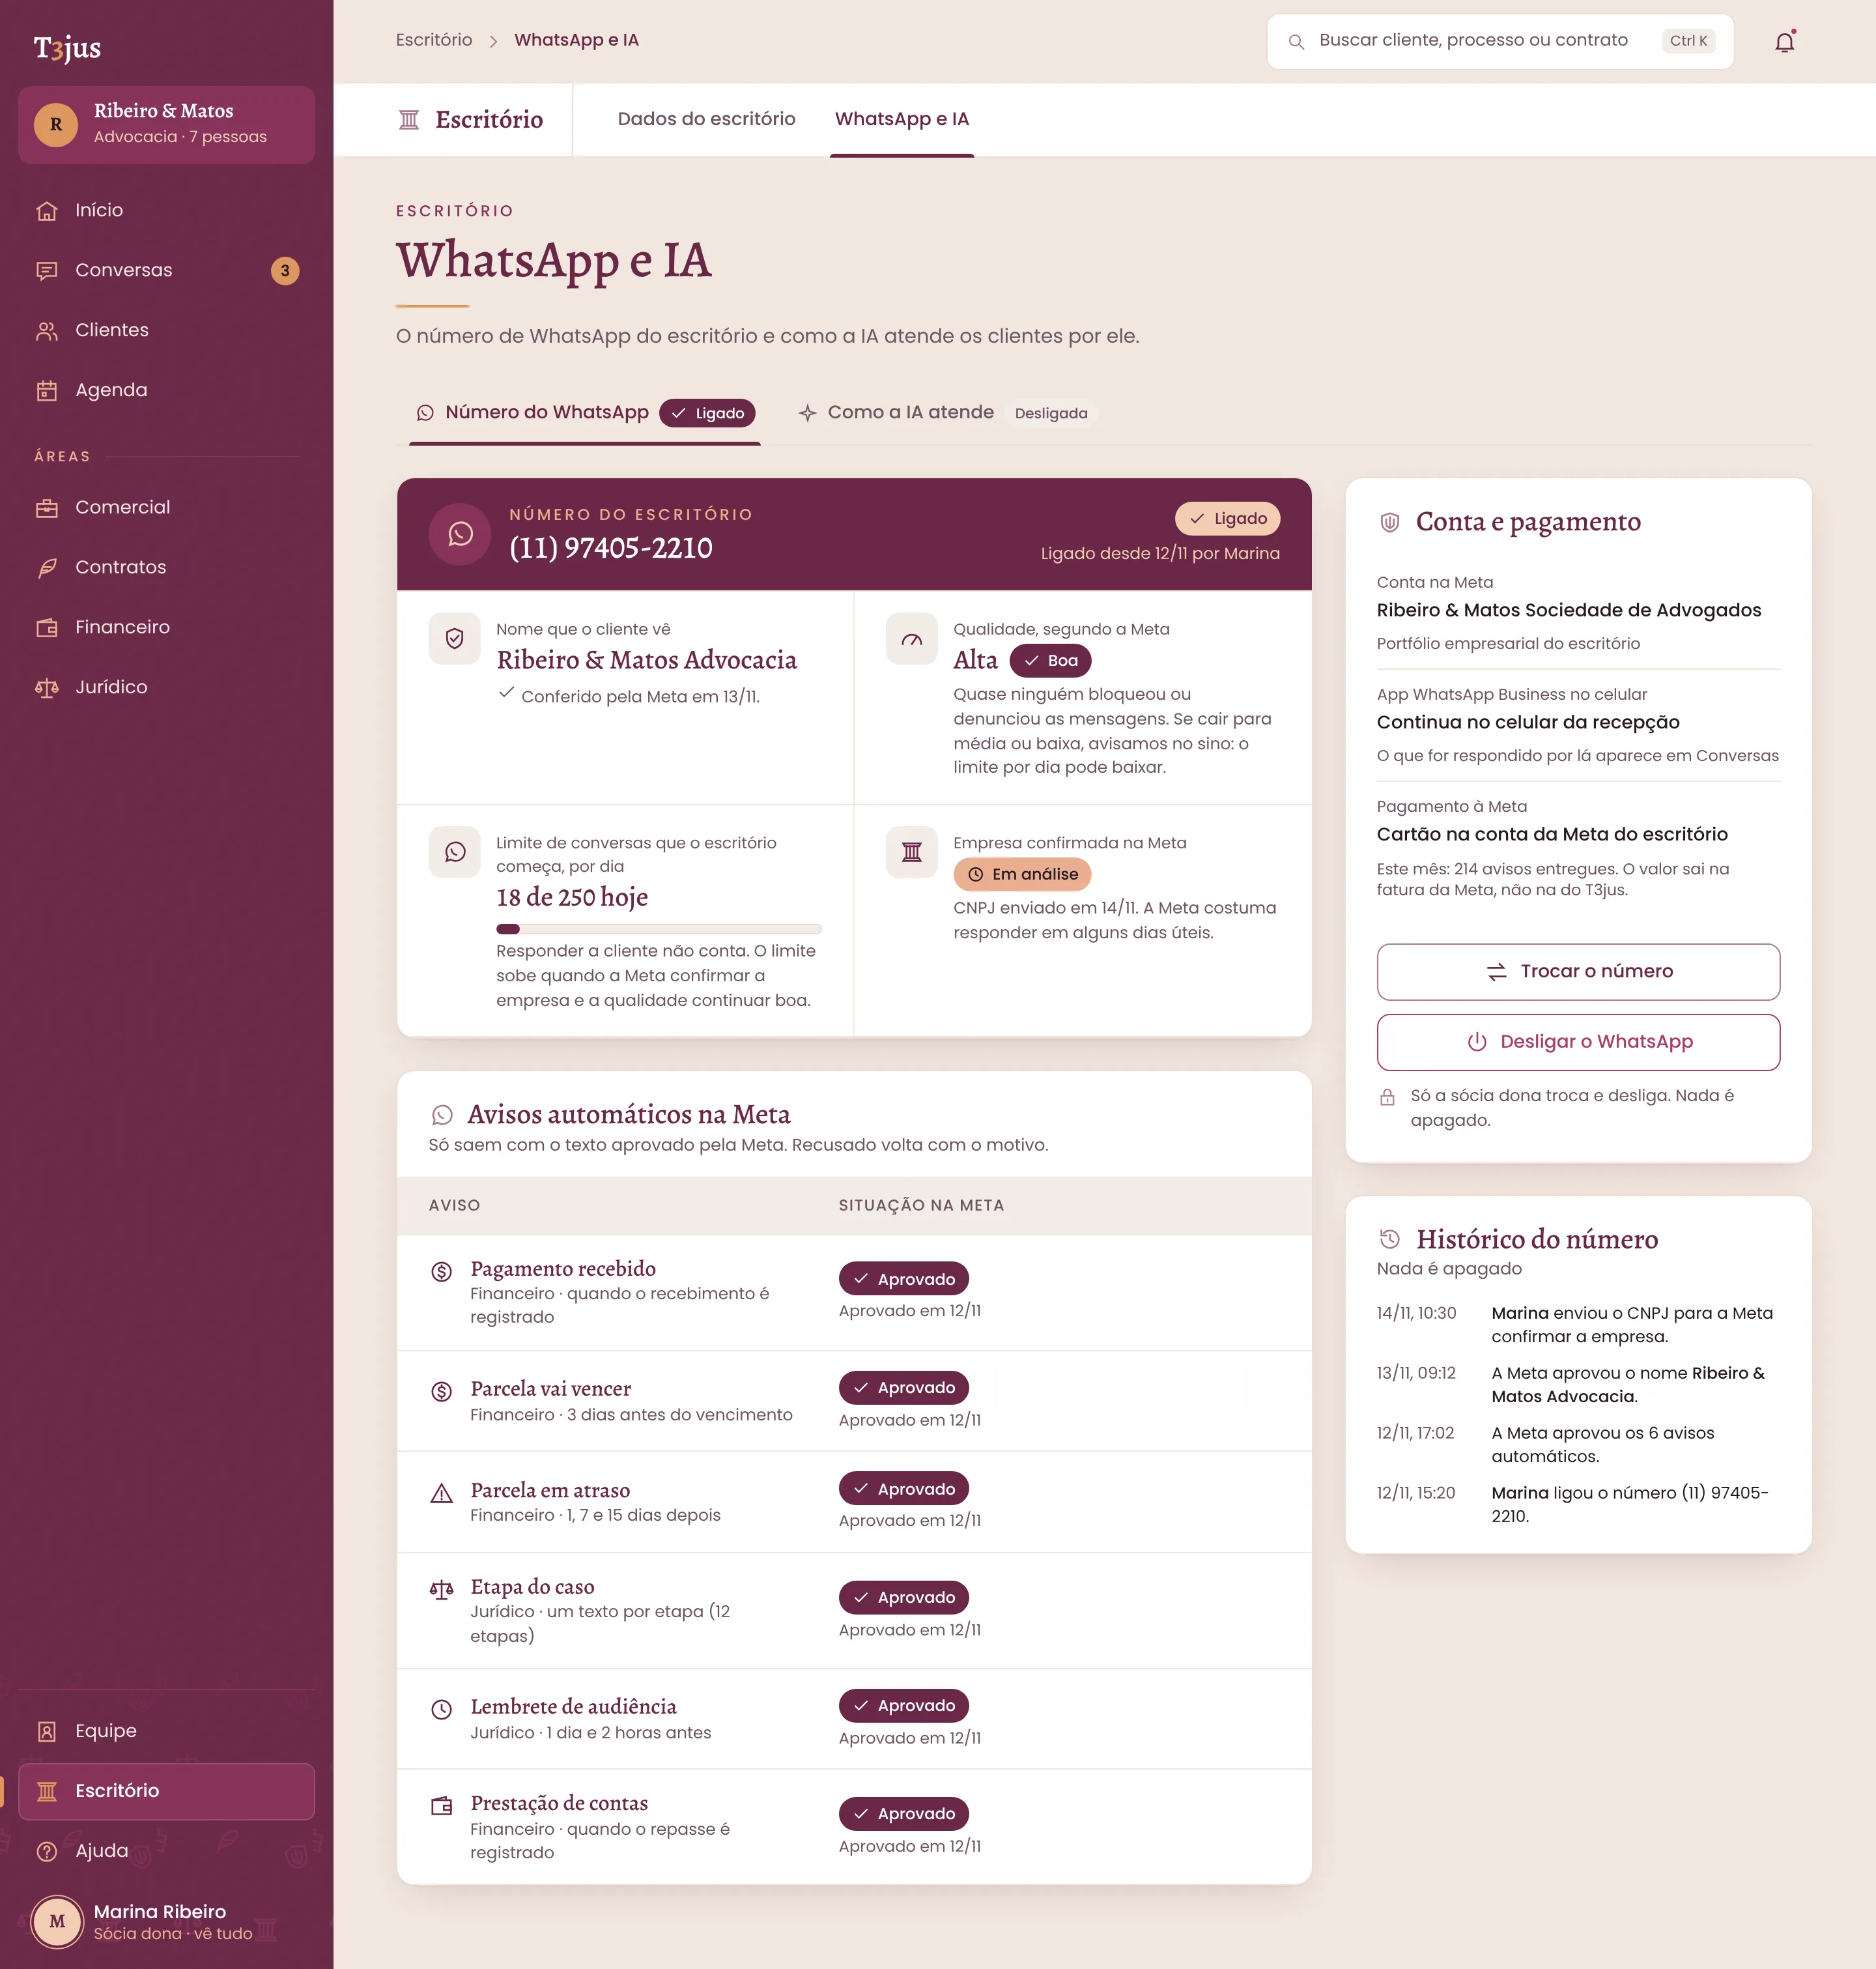 T3jus
R
Ribeiro & Matos
Advocacia · 7 pessoas
Início
Conversas
3
Clientes
Agenda
ÁREAS
Comercial
Contratos
Financeiro
Jurídico
Equipe
Escritório
Ajuda
M
Marina Ribeiro
Sócia dona · vê tudo
Escritório
WhatsApp e IA
Buscar cliente, processo ou contrato
Ctrl K
Escritório
Dados do escritório
WhatsApp e IA
ESCRITÓRIO
WhatsApp e IA
O número de WhatsApp do escritório e como a IA atende os clientes por ele.
Número do WhatsApp
Ligado
Como a IA atende
Desligada
NÚMERO DO ESCRITÓRIO
(11) 97405-2210
Ligado
Ligado desde 12/11 por Marina
Nome que o cliente vê
Ribeiro & Matos Advocacia
Conferido pela Meta em 13/11.
Qualidade, segundo a Meta
Alta
Boa
Quase ninguém bloqueou ou
denunciou as mensagens. Se cair para
média ou baixa, avisamos no sino: o
limite por dia pode baixar.
Limite de conversas que o escritório
começa, por dia
18 de 250 hoje
Responder a cliente não conta. O limite
sobe quando a Meta confirmar a
empresa e a qualidade continuar boa.
Empresa confirmada na Meta
Em análise
CNPJ enviado em 14/11. A Meta costuma
responder em alguns dias úteis.
Avisos automáticos na Meta
Só saem com o texto aprovado pela Meta. Recusado volta com o motivo.
AVISO
SITUAÇÃO NA META
Pagamento recebido
Financeiro · quando o recebimento é
registrado
Aprovado
Aprovado em 12/11
Parcela vai vencer
Financeiro · 3 dias antes do vencimento
Aprovado
Aprovado em 12/11
Parcela em atraso
Financeiro · 1, 7 e 15 dias depois
Aprovado
Aprovado em 12/11
Etapa do caso
Jurídico · um texto por etapa (12
etapas)
Aprovado
Aprovado em 12/11
Lembrete de audiência
Jurídico · 1 dia e 2 horas antes
Aprovado
Aprovado em 12/11
Prestação de contas
Financeiro · quando o repasse é
registrado
Aprovado
Aprovado em 12/11
Conta e pagamento
Conta na Meta
Ribeiro & Matos Sociedade de Advogados
Portfólio empresarial do escritório
App WhatsApp Business no celular
Continua no celular da recepção
O que for respondido por lá aparece em Conversas
Pagamento à Meta
Cartão na conta da Meta do escritório
Este mês: 214 avisos entregues. O valor sai na
fatura da Meta, não na do T3jus.
Trocar o número
Desligar o WhatsApp
Só a sócia dona troca e desliga. Nada é
apagado.
Histórico do número
Nada é apagado
14/11, 10:30
Marina enviou o CNPJ para a Meta
confirmar a empresa.
13/11, 09:12
A Meta aprovou o nome Ribeiro &
Matos Advocacia.
12/11, 17:02
A Meta aprovou os 6 avisos
automáticos.
12/11, 15:20
Marina ligou o número (11) 97405-
2210.